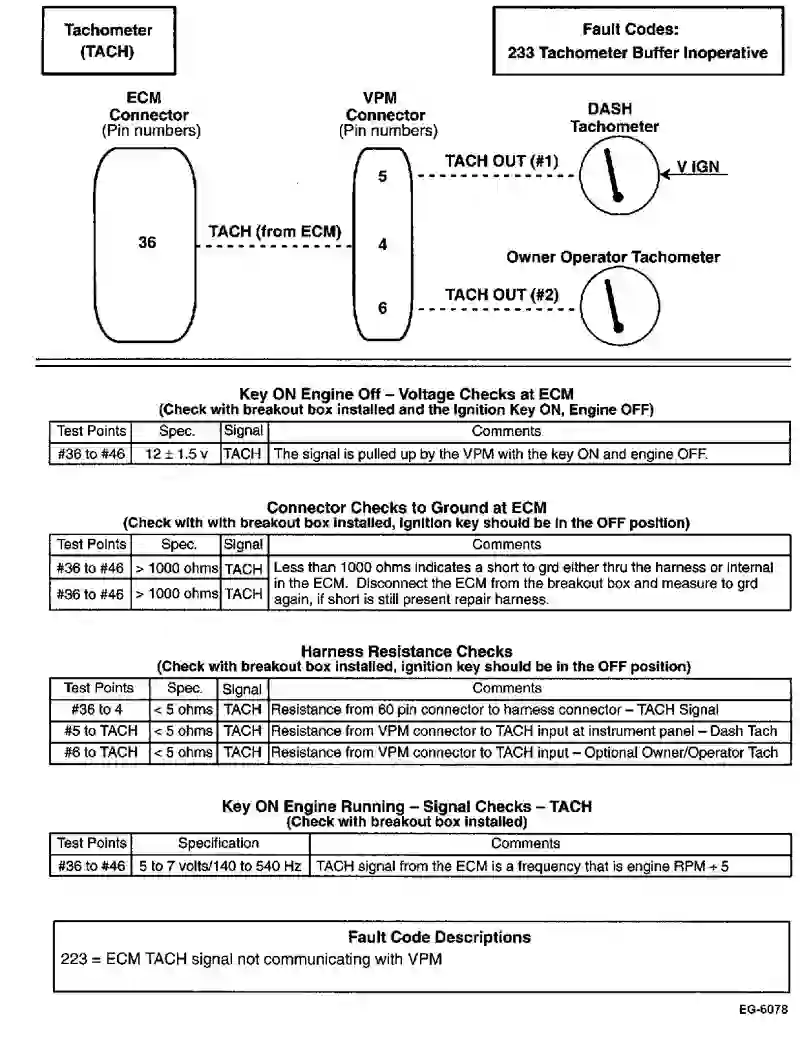 Tachometer
(TACH)
Fault Codes:
233 Tachometer Buffer Inoperative
ECM
Connector
(Pin numbers)
VPM
Connector
(Pin numbers)
DASH
Tachometer
5
TACH OUT (#1)
V IGN
36
TACH (from ECM)
4
Owner Operator Tachometer
6
TACH OUT (#2)
Key ON Engine Off – Voltage Checks at ECM
(Check with breakout box installed and the Ignition Key ON, Engine OFF)
Test Points Spec. Signal Comments
#36 to #46 12 ± 1.5 v TACH The signal is pulled up by the VPM with the key ON and engine OFF.
Connector Checks to Ground at ECM
(Check with with breakout box installed, ignition key should be in the OFF position)
Test Points Spec. Signal Comments
#36 to #46 > 1000 ohms TACH Less than 1000 ohms indicates a short to grd either thru the harness or internal
in the ECM. Disconnect the ECM from the breakout box and measure to grd
#36 to #46 > 1000 ohms TACH again, if short is still present repair harness.
Harness Resistance Checks
(Check with breakout box installed, ignition key should be in the OFF position)
Test Points Spec. Signal Comments
#36 to 4 < 5 ohms TACH Resistance from 60 pin connector to harness connector – TACH Signal
#5 to TACH < 5 ohms TACH Resistance from VPM connector to TACH input at instrument panel – Dash Tach
#6 to TACH < 5 ohms TACH Resistance from VPM connector to TACH input – Optional Owner/Operator Tach
Key ON Engine Running – Signal Checks – TACH
(Check with breakout box installed)
Test Points Specification Comments
#36 to #46 5 to 7 volts/140 to 540 Hz TACH signal from the ECM is a frequency that is engine RPM ÷ 5
Fault Code Descriptions
223 = ECM TACH signal not communicating with VPM
EG-6078